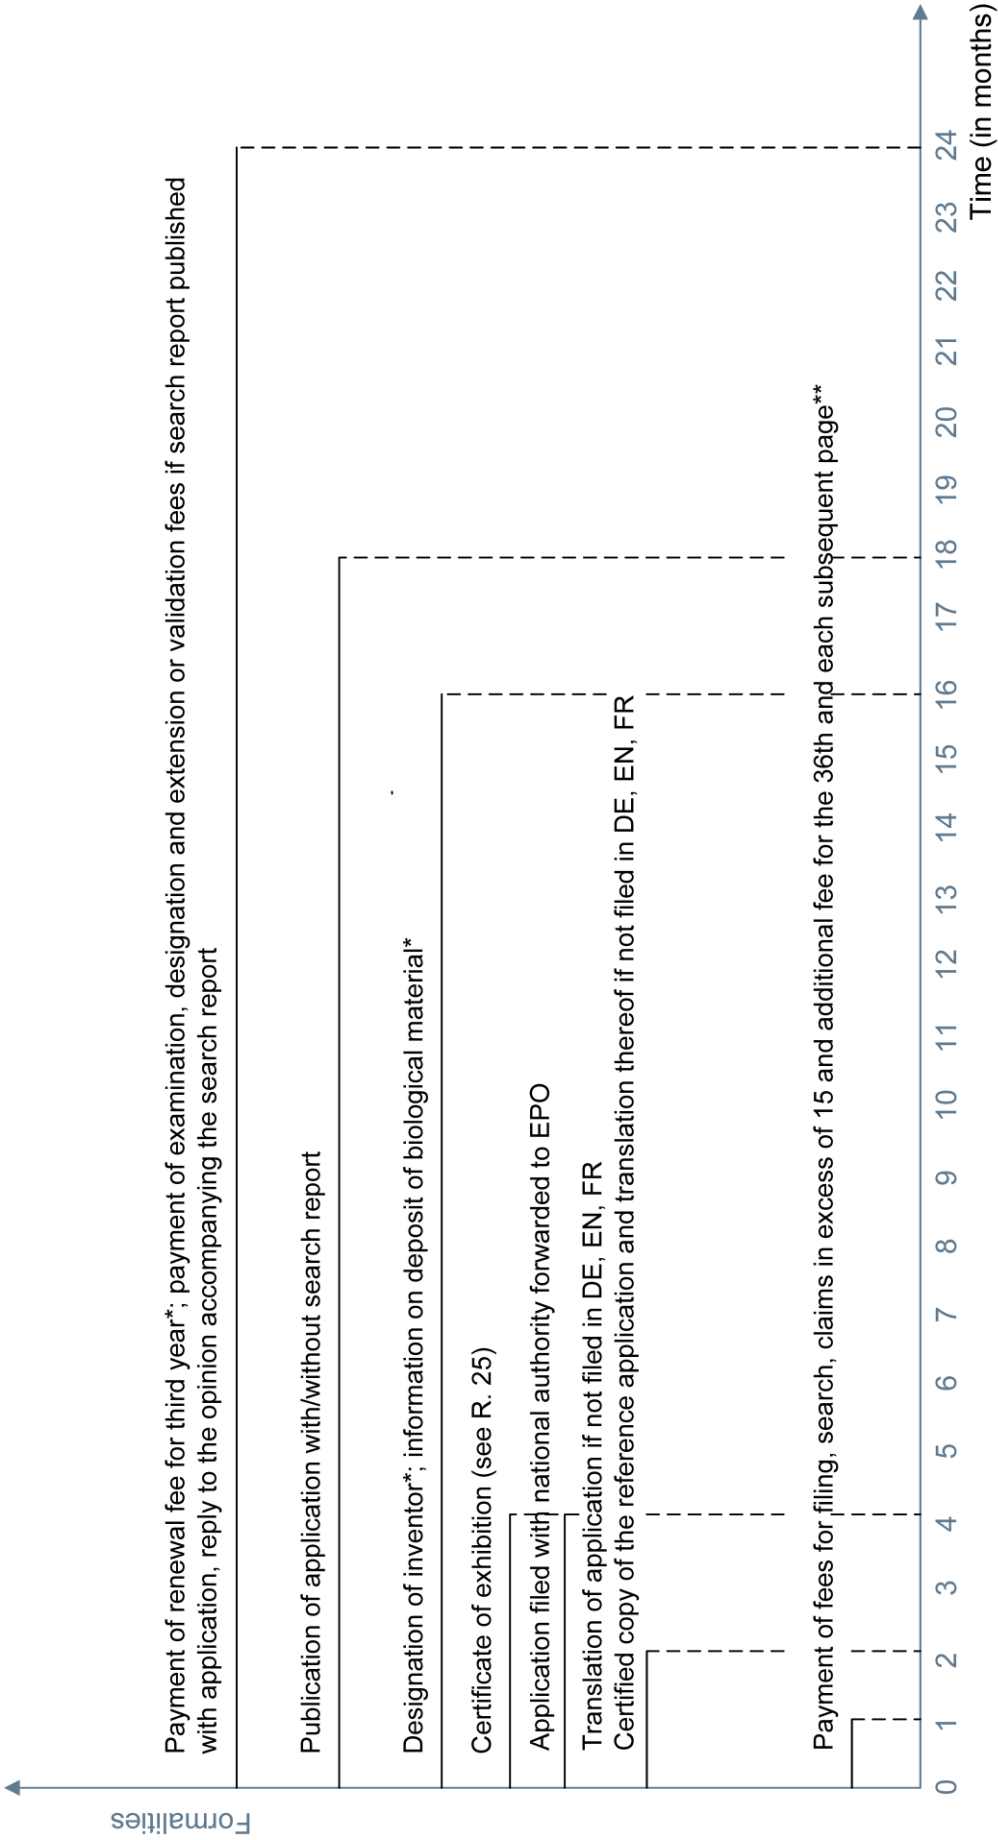 Formalities
Payment of renewal fee for third year*; payment of examination, designation and extension or validation fees if search report published
with application, reply to the opinion accompanying the search report
Publication of application with/without search report
Designation of inventor*; information on deposit of biological material*
Certificate of exhibition (see R. 25)
Application filed with national authority forwarded to EPO
Translation of application if not filed in DE, EN, FR
Certified copy of the reference application and translation thereof if not filed in DE, EN, FR
Payment of fees for filing, search, claims in excess of 15 and additional fee for the 36th and each subsequent page**
0 1 2 3 4 5 6 7 8 9 10 11 12 13 14 15 16 17 18 19 20 21 22 23 24
Time (in months)